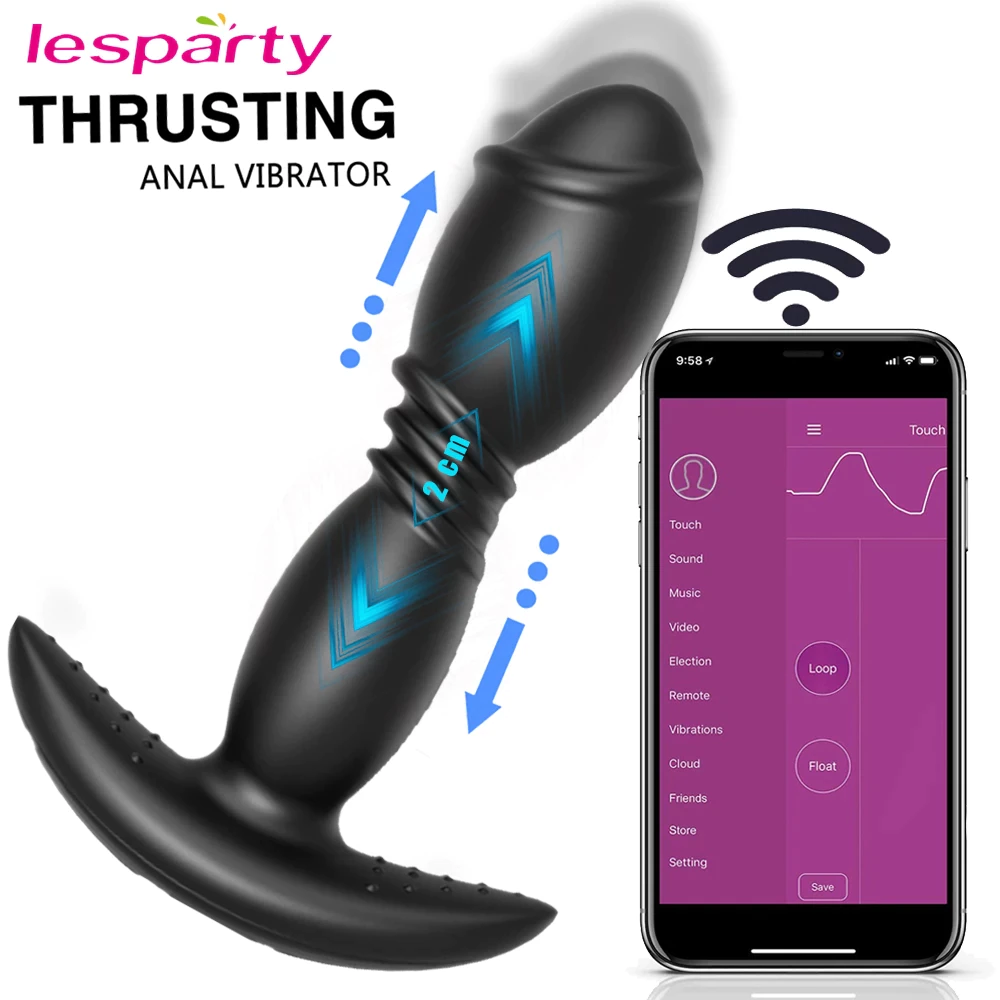 lesparty
THRUSTING
ANAL VIBRATOR
2 cm
9:58
Touch
Touch
Sound
Music
Video
Election
Remote
Vibrations
Cloud
Friends
Store
Setting
Loop
Float
Save